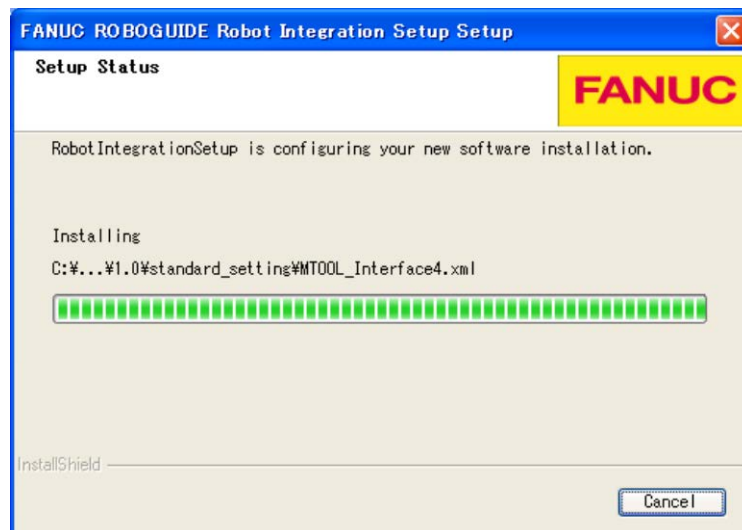 FANUC ROBOGUIDE Robot Integration Setup Setup
Setup Status
FANUC
RobotIntegrationSetup is configuring your new software installation.
Installing
C:¥...¥1.0¥standard_setting¥MTOOL_Interface4.xml
InstallShield
Cancel